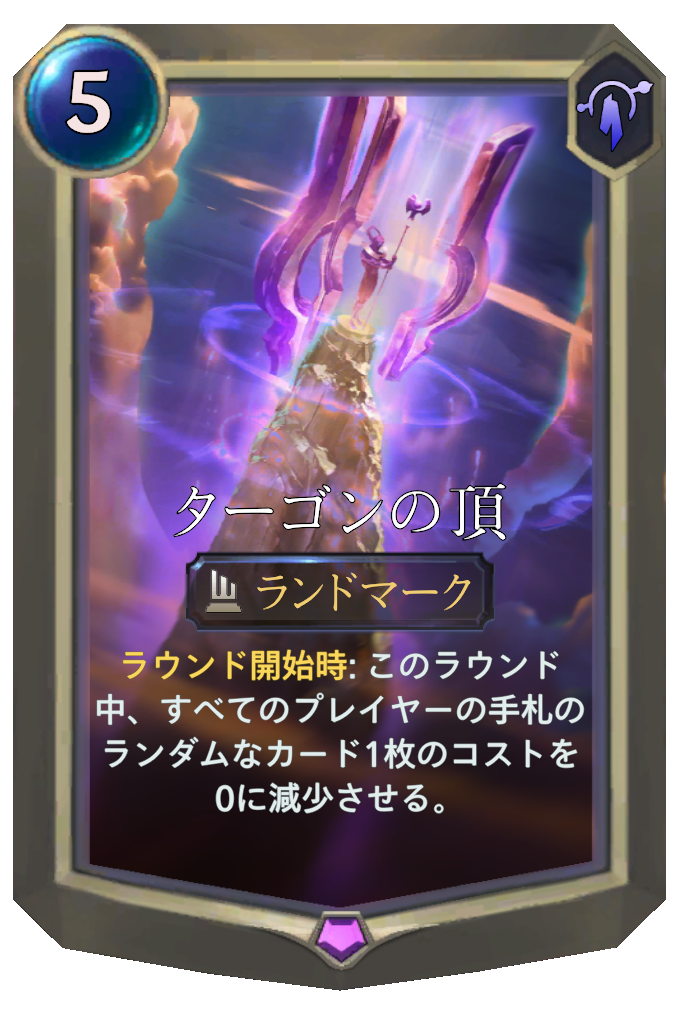 5
ターゴンの頂
ランドマーク
ラウンド開始時: このラウンド
中、すべてのプレイヤーの手札の
ランダムなカード1枚のコストを
0に減少させる。